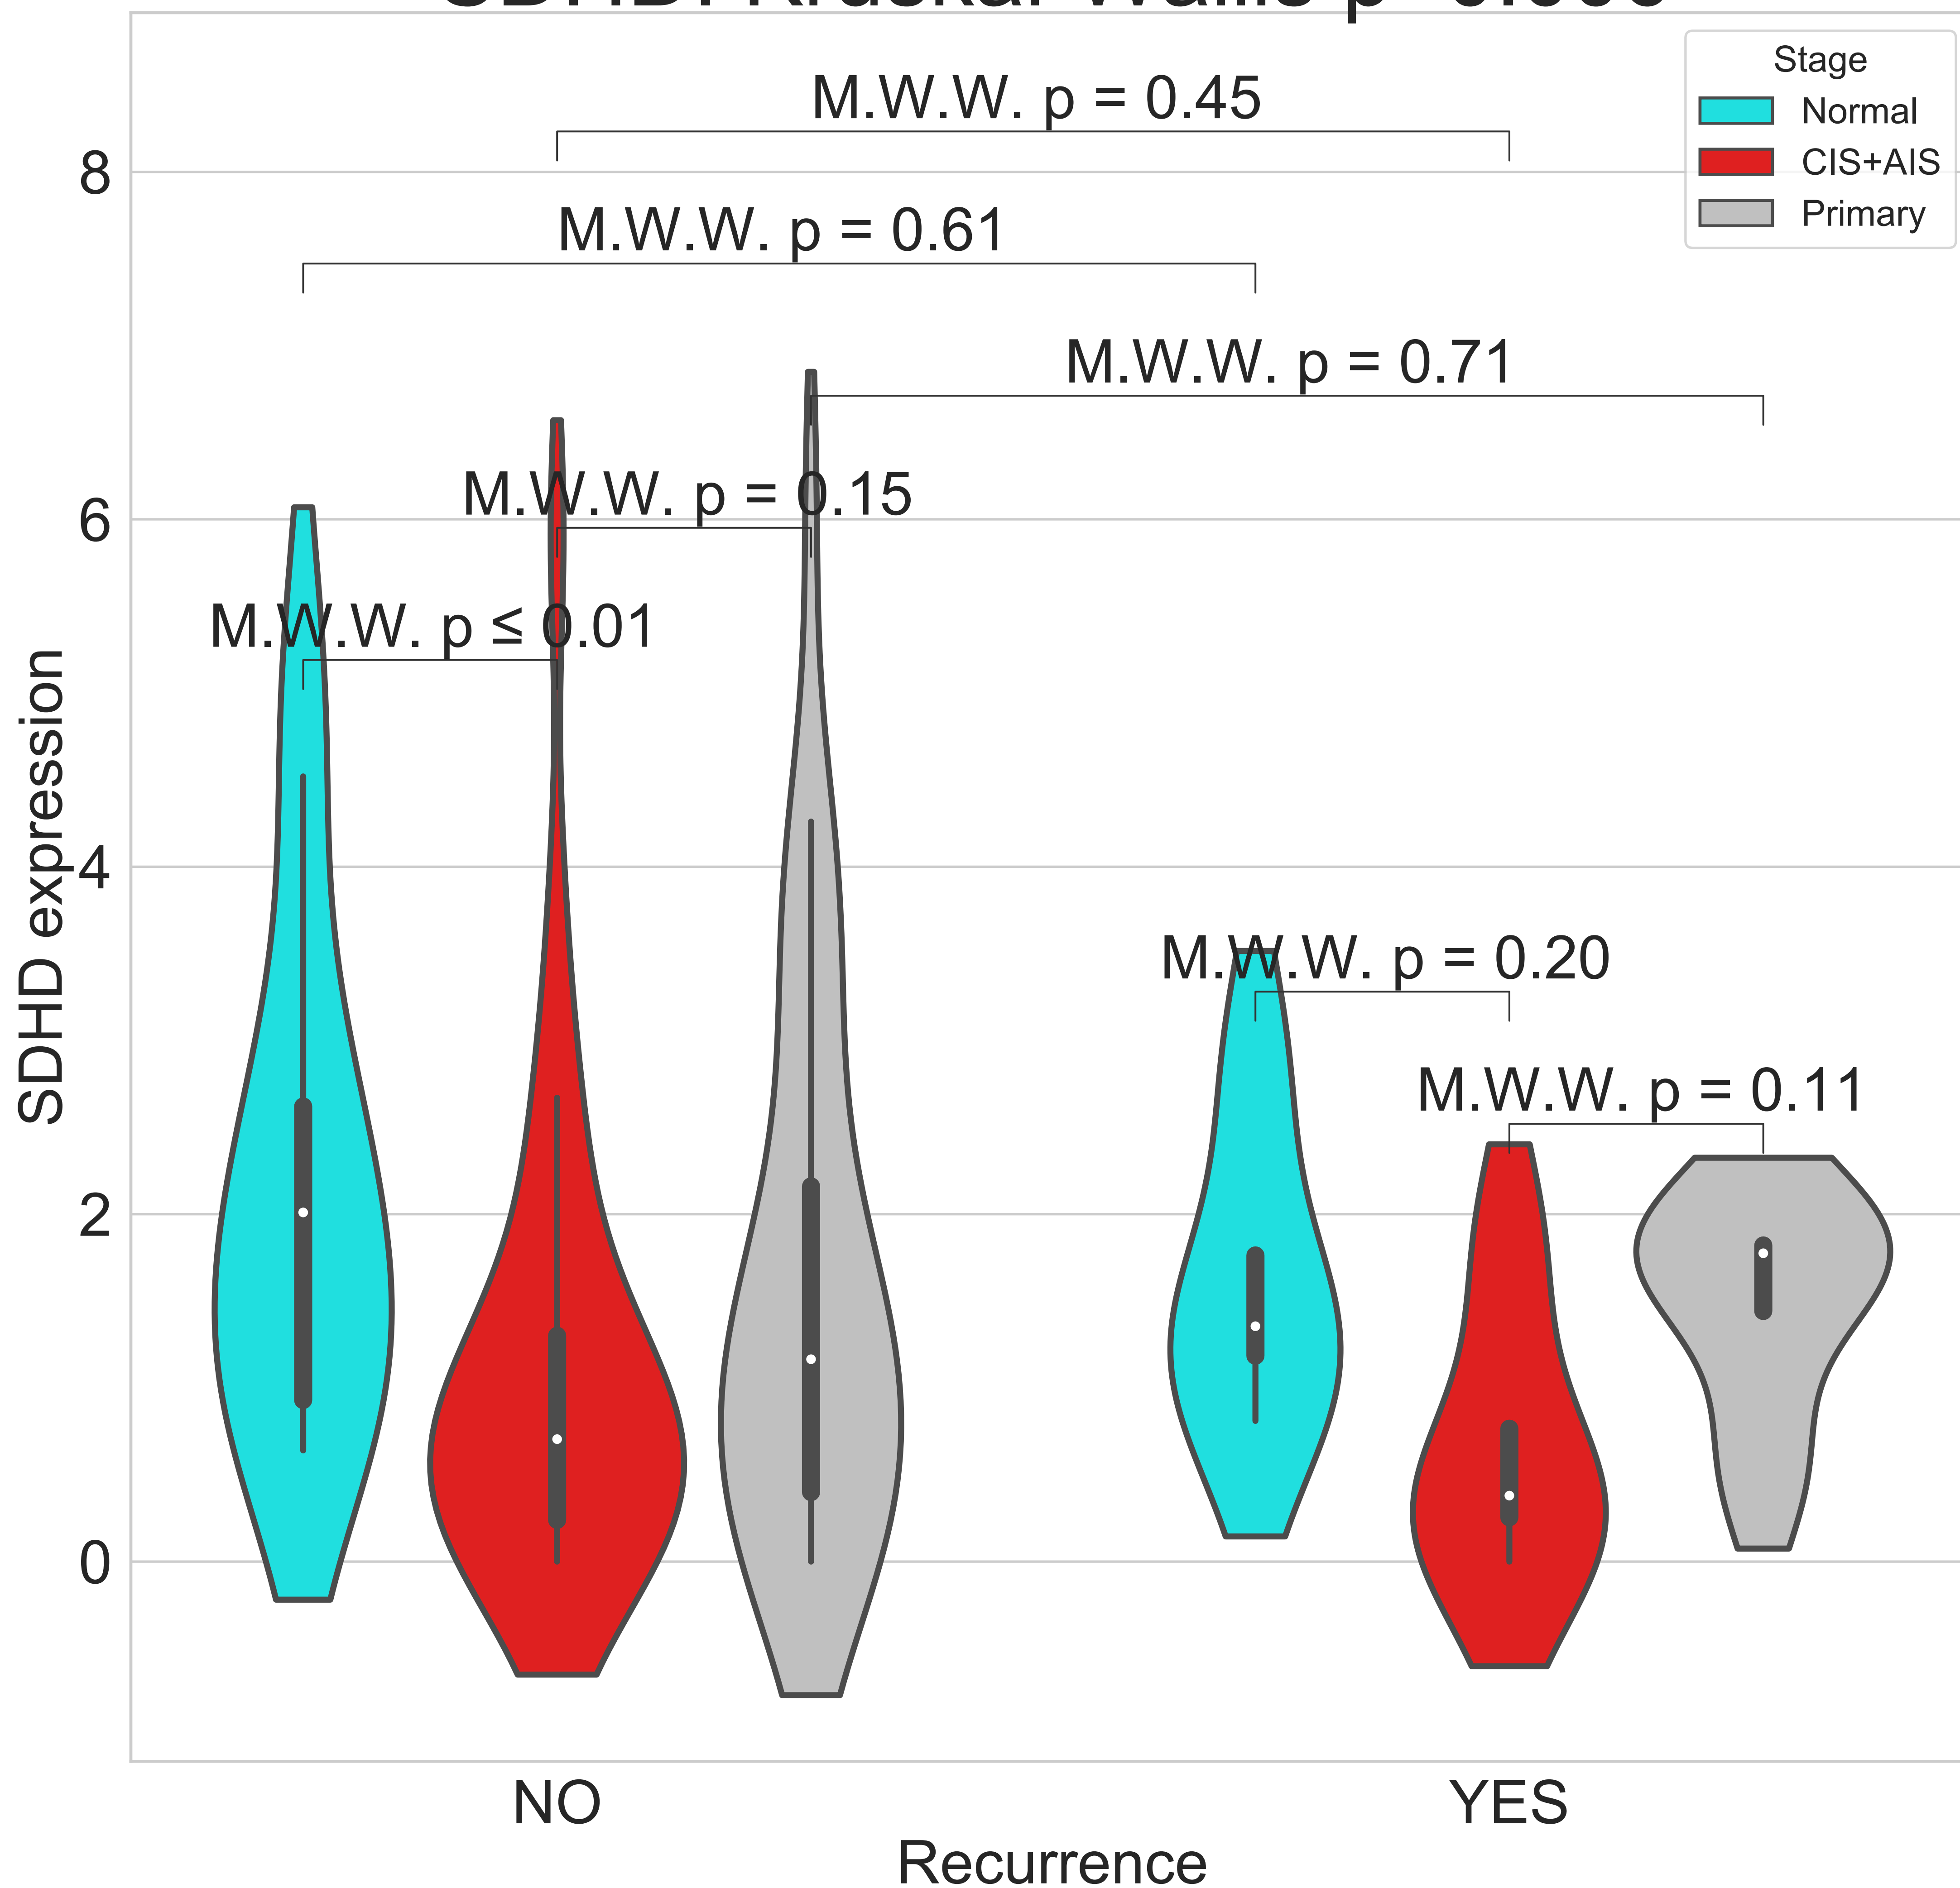 Stage
Normal
CIS+AIS
Primary
M.W.W. p = 0.45
M.W.W. p = 0.61
M.W.W. p = 0.71
M.W.W. p = 0.15
M.W.W. p ≤ 0.01
M.W.W. p = 0.20
M.W.W. p = 0.11
8
6
4
2
0
SDHD expression
NO
YES
Recurrence